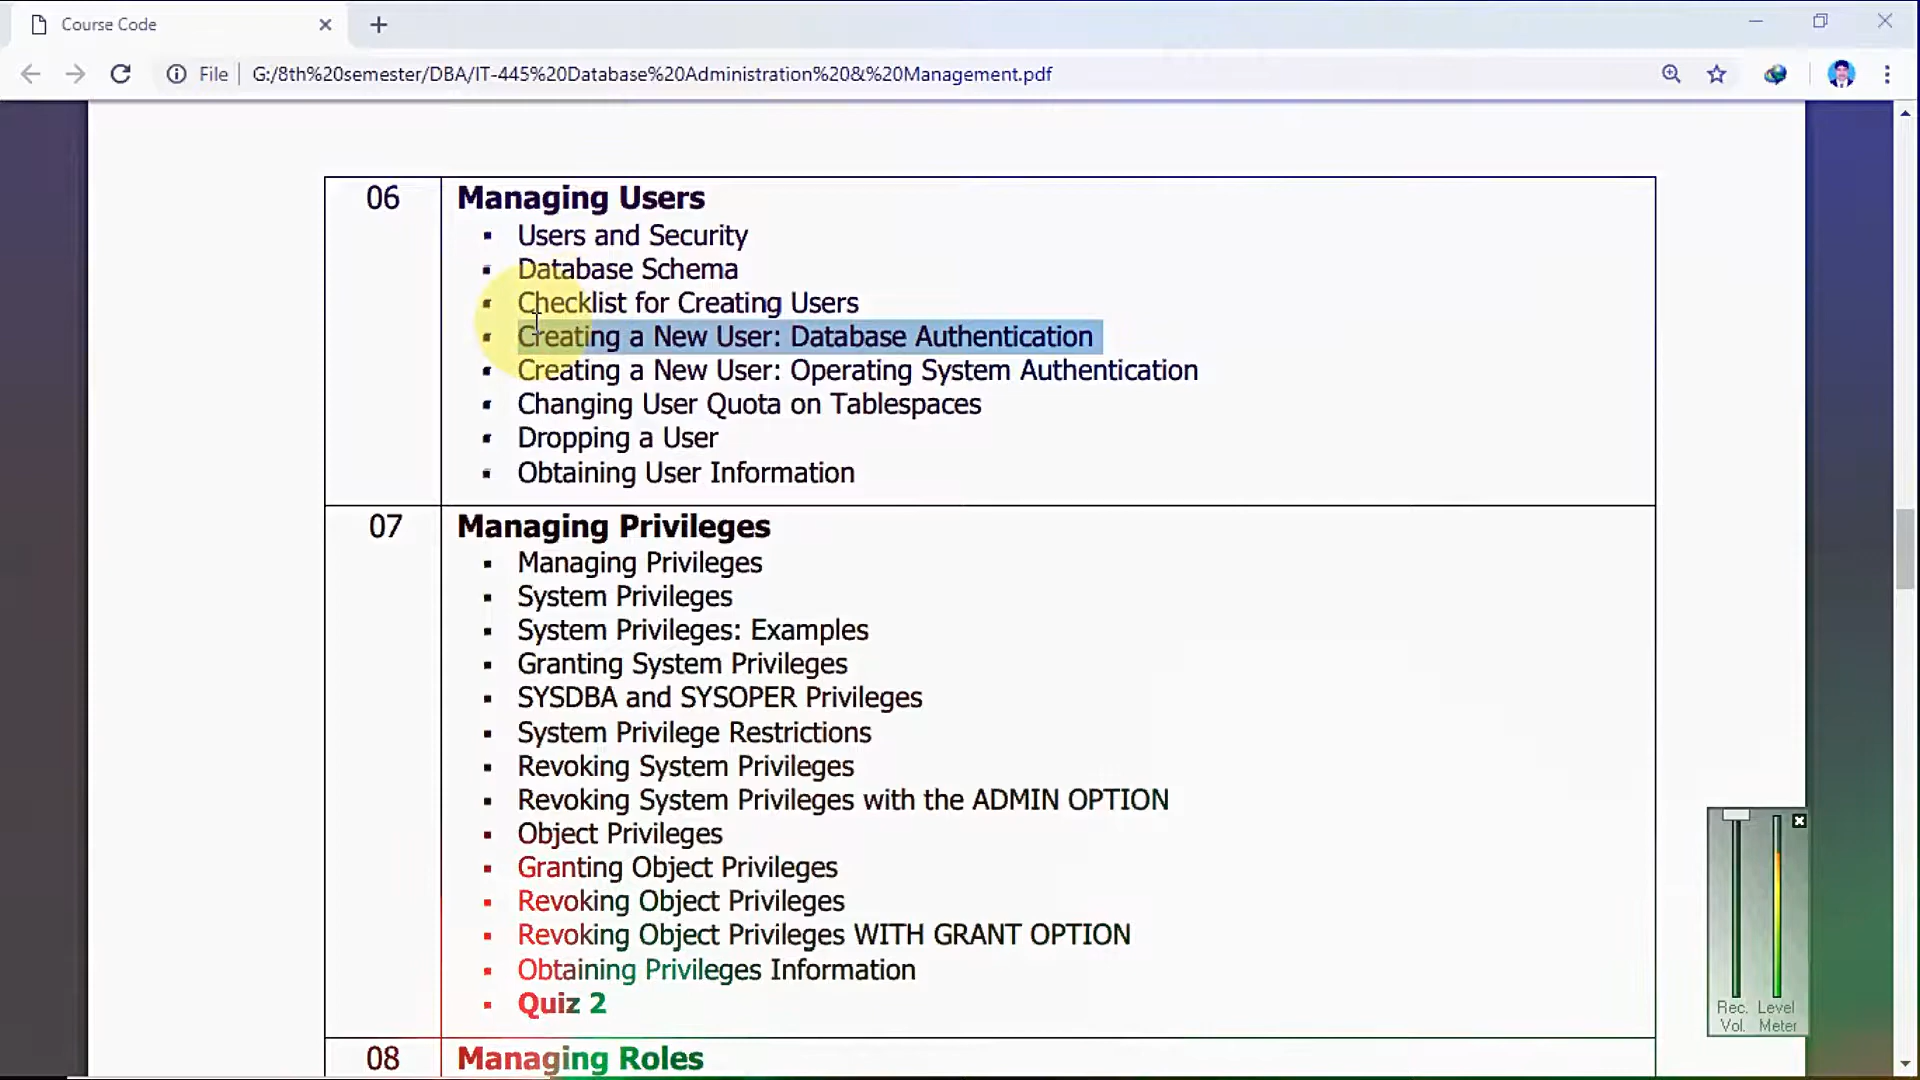 Course Code
File
G:/8th%20semester/DBA/IT-445%20Database%20Administration%20&%20Management.pdf
06
Managing Users
Users and Security
Database Schema
Checklist for Creating Users
Creating a New User: Database Authentication
Creating a New User: Operating System Authentication
Changing User Quota on Tablespaces
Dropping a User
Obtaining User Information
07
Managing Privileges
Managing Privileges
System Privileges
System Privileges: Examples
Granting System Privileges
SYSDBA and SYSOPER Privileges
System Privilege Restrictions
Revoking System Privileges
Revoking System Privileges with the ADMIN OPTION
Object Privileges
Granting Object Privileges
Revoking Object Privileges
Revoking Object Privileges WITH GRANT OPTION
Obtaining Privileges Information
Quiz 2
08
Managing Roles
Rec. Level
Vol. Meter